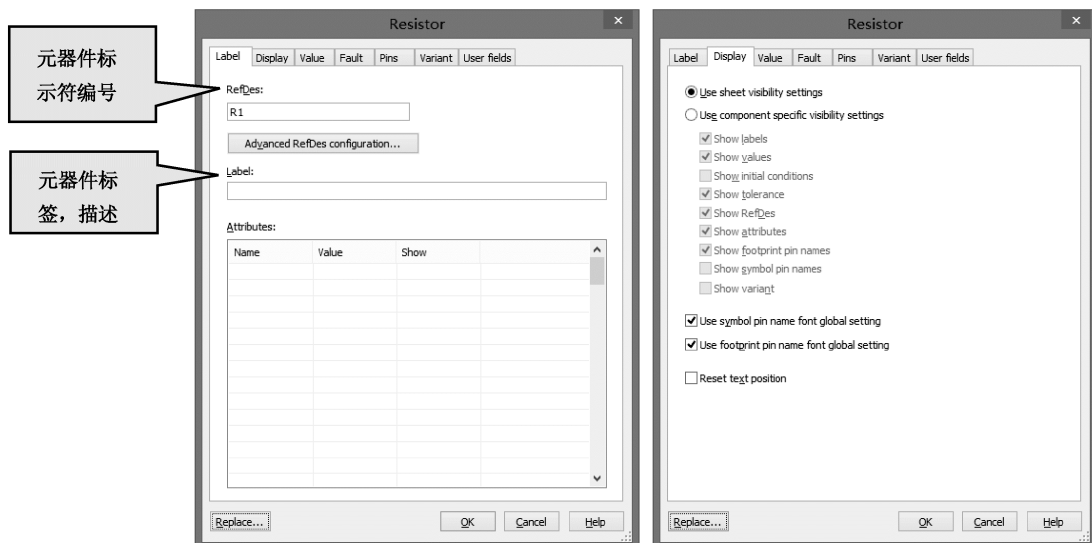 元器件标
示符编号
元器件标
签，描述
Resistor
Label Display Value Fault Pins Variant User fields
RefDes:
R1
Advanced RefDes configuration...
Label:
Attributes:
Name Value Show
Replace... OK Cancel Help
Resistor
Label Display Value Fault Pins Variant User fields
Use sheet visibility settings
Use component specific visibility settings
Show labels
Show values
Show initial conditions
Show tolerance
Show RefDes
Show attributes
Show footprint pin names
Show symbol pin names
Show variant
Use symbol pin name font global setting
Use footprint pin name font global setting
Reset text position
Replace... OK Cancel Help